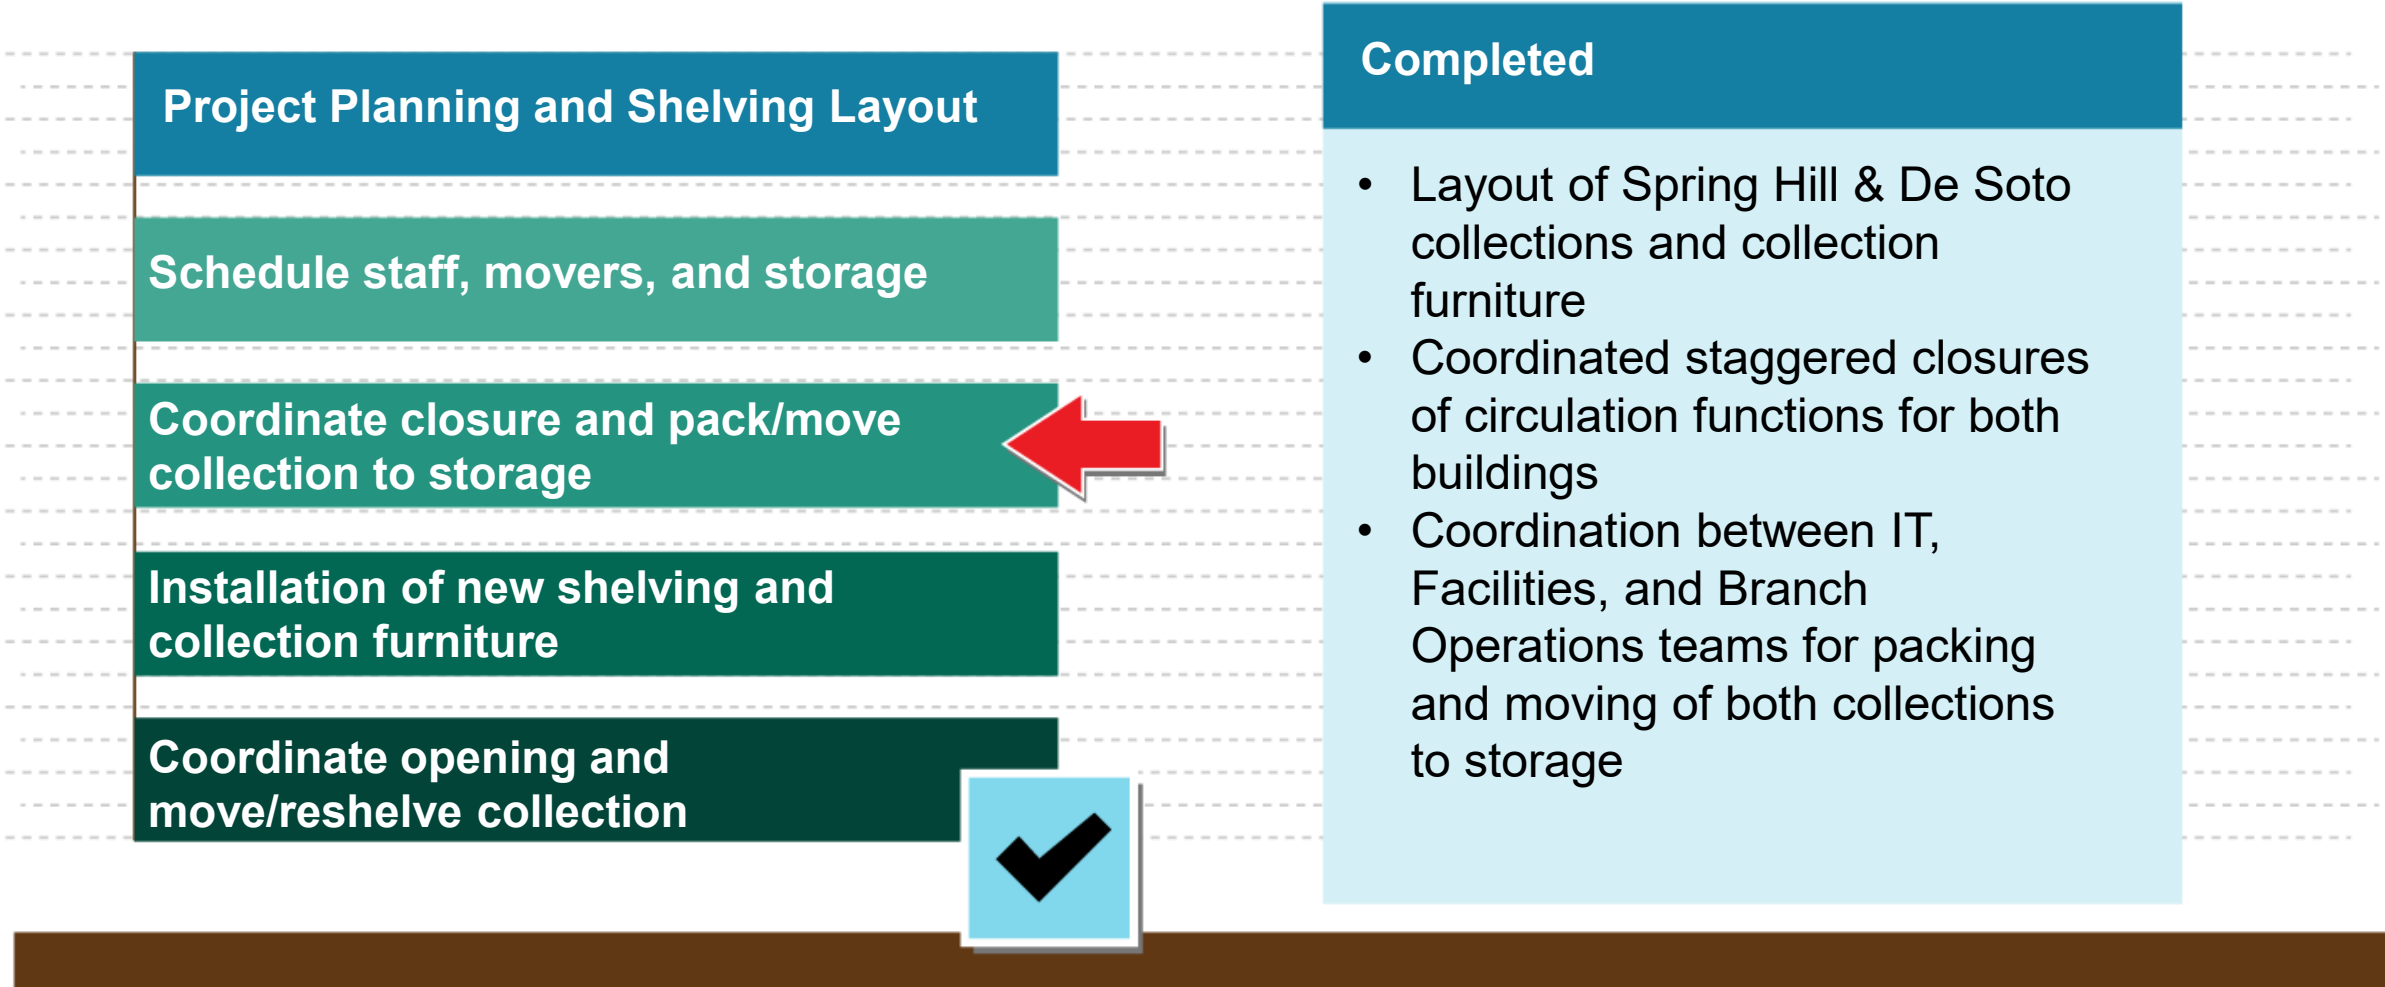 Project Planning and Shelving Layout
Schedule staff, movers, and storage
Coordinate closure and pack/move
collection to storage
Installation of new shelving and
collection furniture
Coordinate opening and
move/reshelve collection
Completed
• Layout of Spring Hill & De Soto
collections and collection
furniture
• Coordinated staggered closures
of circulation functions for both
buildings
• Coordination between IT,
Facilities, and Branch
Operations teams for packing
and moving of both collections
to storage